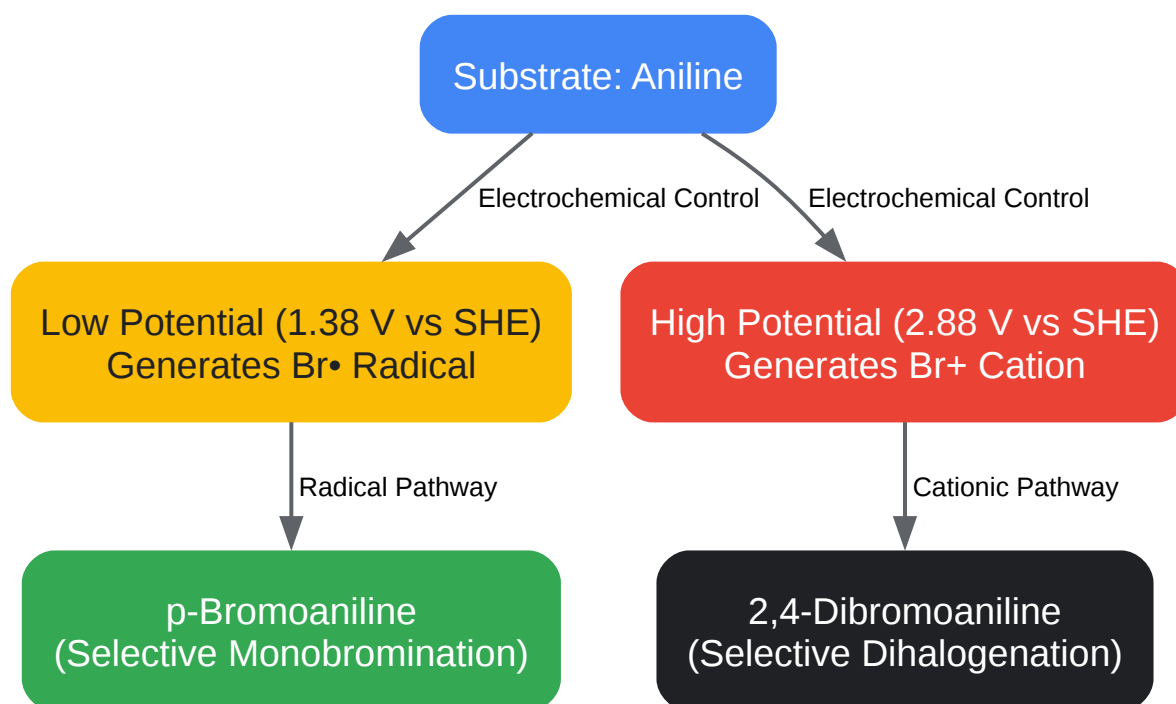 Substrate: Aniline
Electrochemical Control
Electrochemical Control
Low Potential (1.38 V vs SHE)
Generates Br• Radical
High Potential (2.88 V vs SHE)
Generates Br+ Cation
Radical Pathway
Cationic Pathway
p-Bromoaniline
(Selective Monobromination)
2,4-Dibromoaniline
(Selective Dihalogenation)